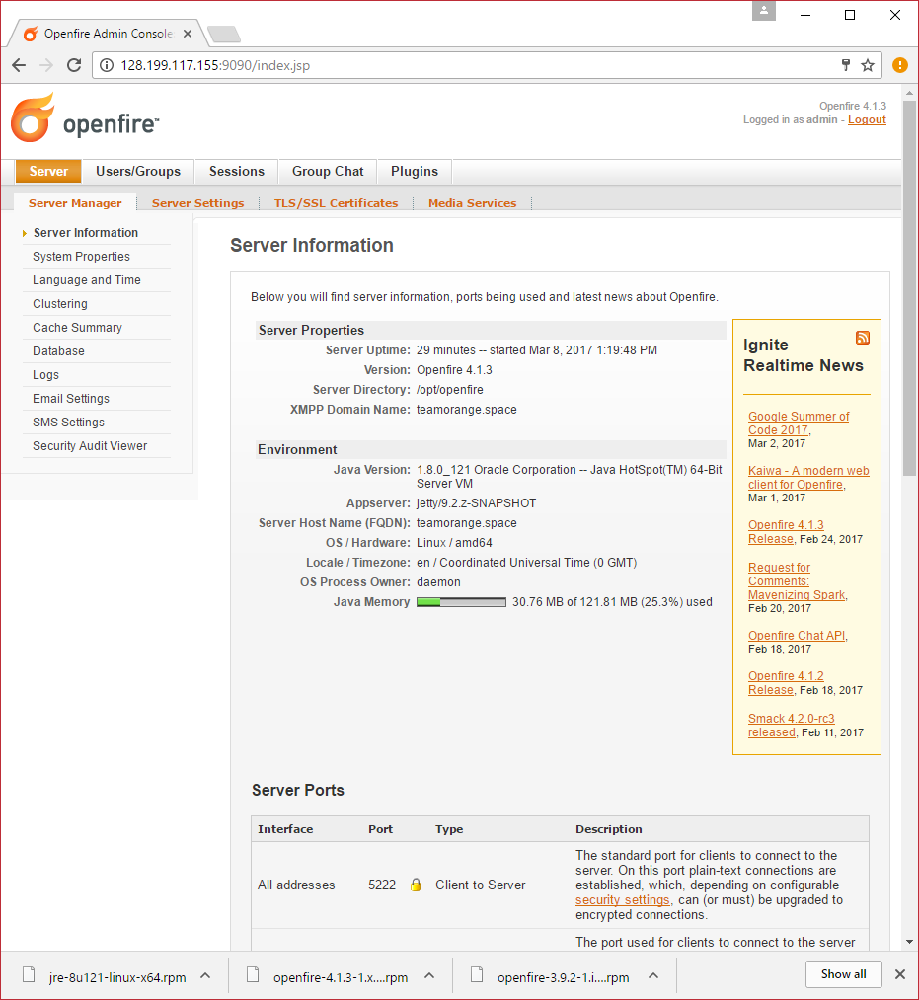 Openfire Admin Console
128.199.117.155:9090/index.jsp
openfire™
Openfire 4.1.3
Logged in as admin - Logout
Server Users/Groups Sessions Group Chat Plugins
Server Manager Server Settings TLS/SSL Certificates Media Services
Server Information
System Properties
Language and Time
Clustering
Cache Summary
Database
Logs
Email Settings
SMS Settings
Security Audit Viewer
Server Information
Below you will find server information, ports being used and latest news about Openfire.
Server Properties
Server Uptime: 29 minutes -- started Mar 8, 2017 1:19:48 PM
Version: Openfire 4.1.3
Server Directory: /opt/openfire
XMPP Domain Name: teamorange.space
Environment
Java Version: 1.8.0_121 Oracle Corporation -- Java HotSpot(TM) 64-Bit
Server VM
Appserver: jetty/9.2.z-SNAPSHOT
Server Host Name (FQDN): teamorange.space
OS / Hardware: Linux / amd64
Locale / Timezone: en / Coordinated Universal Time (0 GMT)
OS Process Owner: daemon
Java Memory 30.76 MB of 121.81 MB (25.3%) used
Ignite
Realtime News
Google Summer of
Code 2017,
Mar 2, 2017
Kaiwa - A modern web
client for Openfire,
Mar 1, 2017
Openfire 4.1.3
Release, Feb 24, 2017
Request for
Comments:
Mavenizing Spark,
Feb 20, 2017
Openfire Chat API,
Feb 18, 2017
Openfire 4.1.2
Release, Feb 18, 2017
Smack 4.2.0-rc3
released, Feb 11, 2017
Server Ports
Interface Port Type Description
All addresses 5222 Client to Server
The standard port for clients to connect to the
server. On this port plain-text connections are
established, which, depending on configurable
security settings, can (or must) be upgraded to
encrypted connections.
The port used for clients to connect to the server
jre-8u121-linux-x64.rpm openfire-4.1.3-1.x....rpm openfire-3.9.2-1.i....rpm Show all